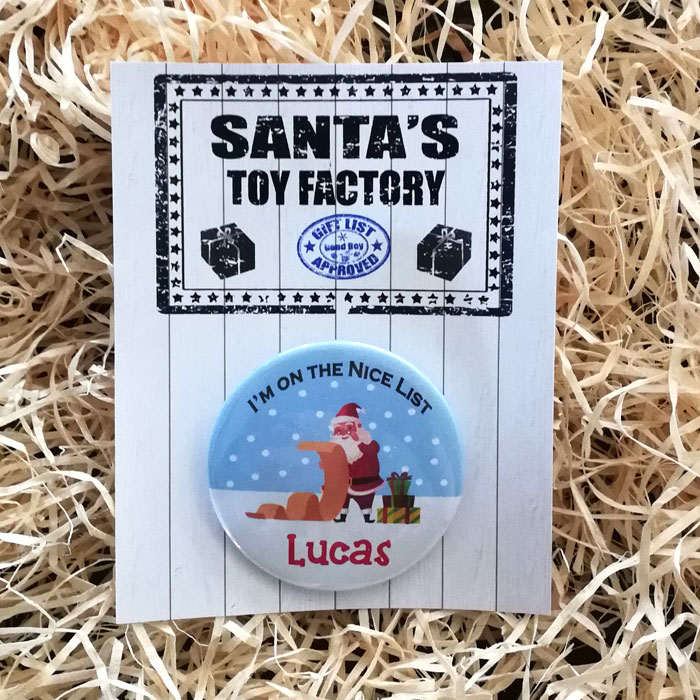 SANTA'S
TOY FACTORY
GIFT LIST
Good Boy
APPROVED
I'M ON THE NICE LIST
Lucas